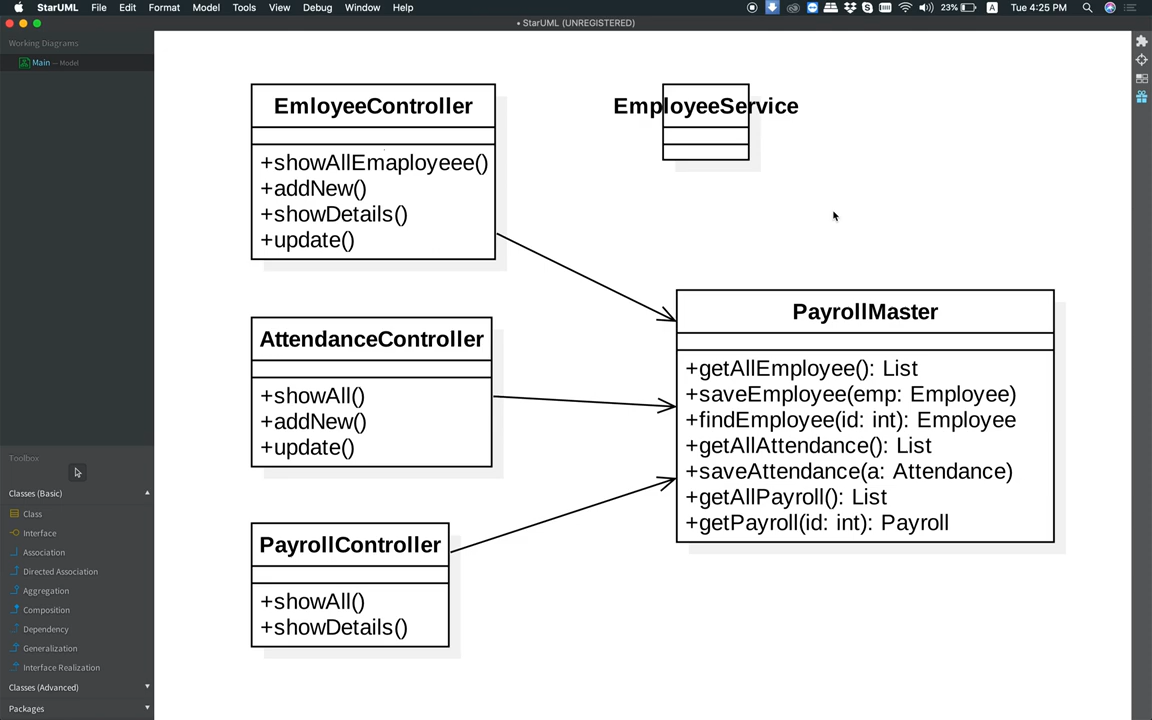 StarUML File Edit Format Model Tools View Debug Window Help
23% A Tue 4:25 PM
• StarUML (UNREGISTERED)
Working Diagrams
Main — Model
EmloyeeController
+showAllEmaployeee()
+addNew()
+showDetails()
+update()
EmployeeService
AttendanceController
+showAll()
+addNew()
+update()
PayrollMaster
+getAllEmployee(): List
+saveEmployee(emp: Employee)
+findEmployee(id: int): Employee
+getAllAttendance(): List
+saveAttendance(a: Attendance)
+getAllPayroll(): List
+getPayroll(id: int): Payroll
PayrollController
+showAll()
+showDetails()
Toolbox
Classes (Basic)
Class
Interface
Association
Directed Association
Aggregation
Composition
Dependency
Generalization
Interface Realization
Classes (Advanced)
Packages